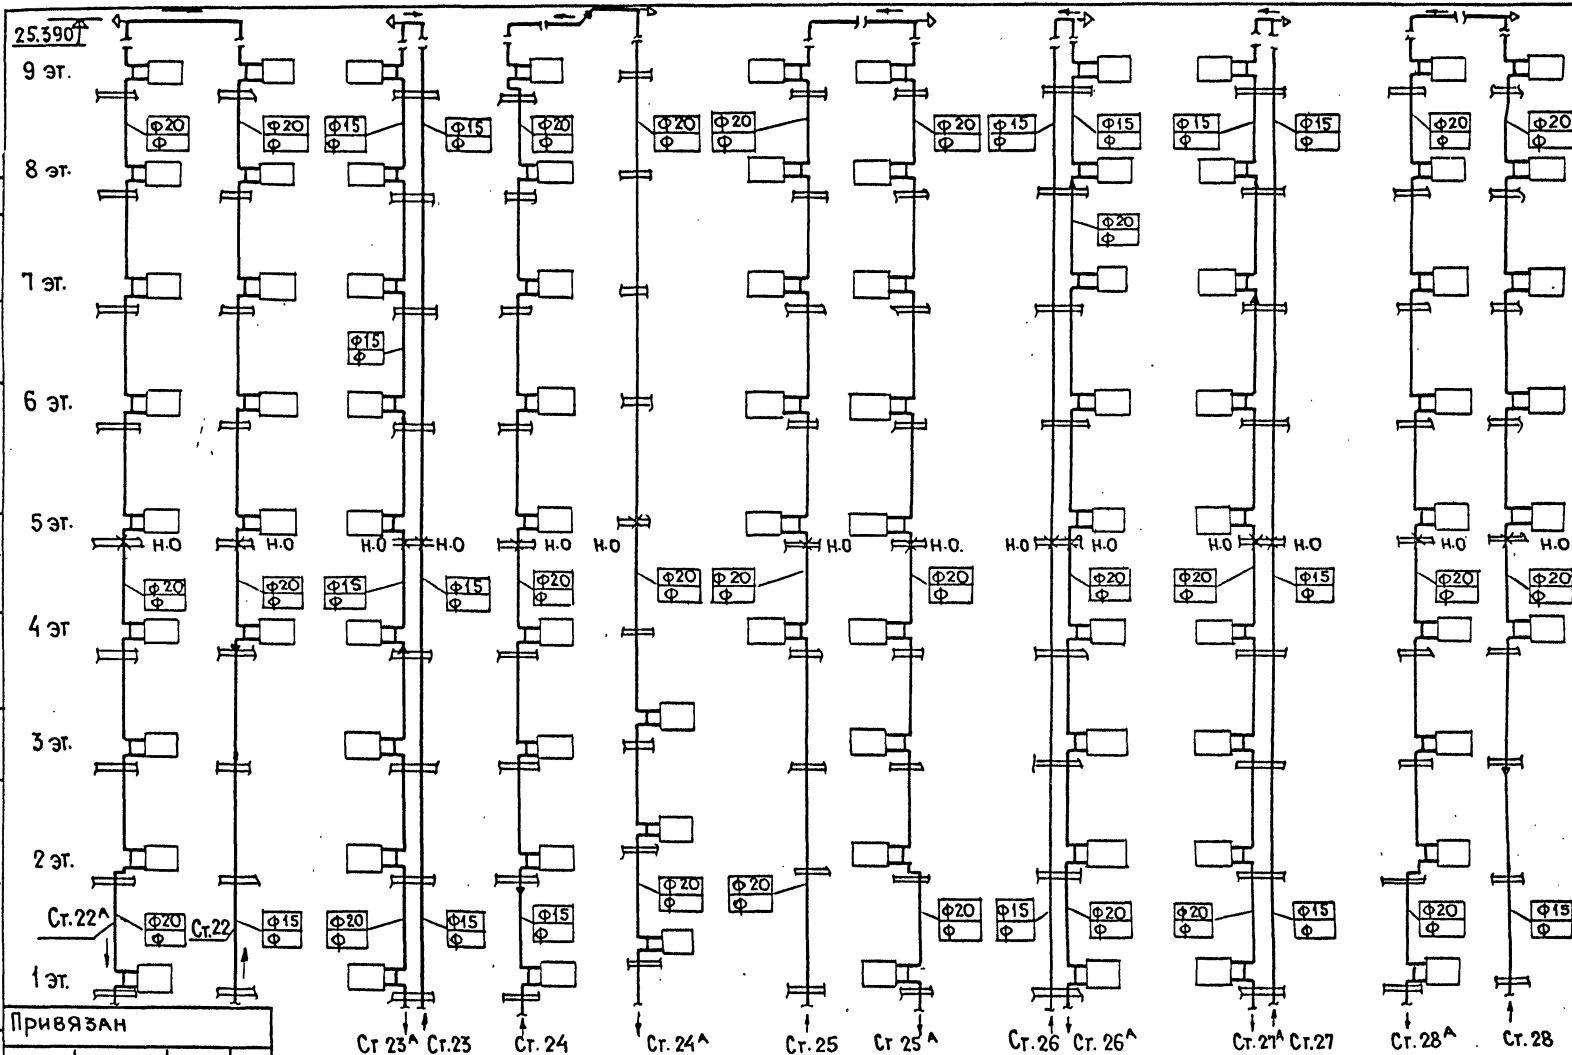 25.390
9 эт.
Ф20 Ф20 Ф15 Ф15 Ф20 Ф20 Ф20 Ф20 Ф15 Ф15 Ф15 Ф15 Ф20 Ф20
Ф Ф Ф Ф Ф Ф Ф Ф Ф Ф Ф Ф Ф Ф
8 эт.
Ф20
Ф
7 эт.
Ф15
Ф
6 эт.
5 эт.
Н.О Н.О Н.О Н.О Н.О Н.О Н.О Н.О. Н.О Н.О Н.О Н.О Н.О Н.О
Ф20 Ф20 Ф15 Ф15 Ф20 Ф20 Ф20 Ф20 Ф20 Ф20 Ф15 Ф20 Ф20
Ф Ф Ф Ф Ф Ф Ф Ф Ф Ф Ф Ф Ф
4 эт
3 эт.
2 эт.
Ф20 Ф20
Ф Ф
Ст.22А Ф20 Ст.22 Ф15 Ф20 Ф15 Ф15 Ф20 Ф15 Ф20 Ф20 Ф15 Ф20 Ф15
Ф Ф Ф Ф Ф Ф Ф Ф Ф Ф Ф Ф
1 эт.
Привязан
Ст 23А Ст.23 Ст.24 Ст.24А Ст.25 Ст 25А Ст.26 Ст.26А Ст.27А Ст.27 Ст.28А Ст.28